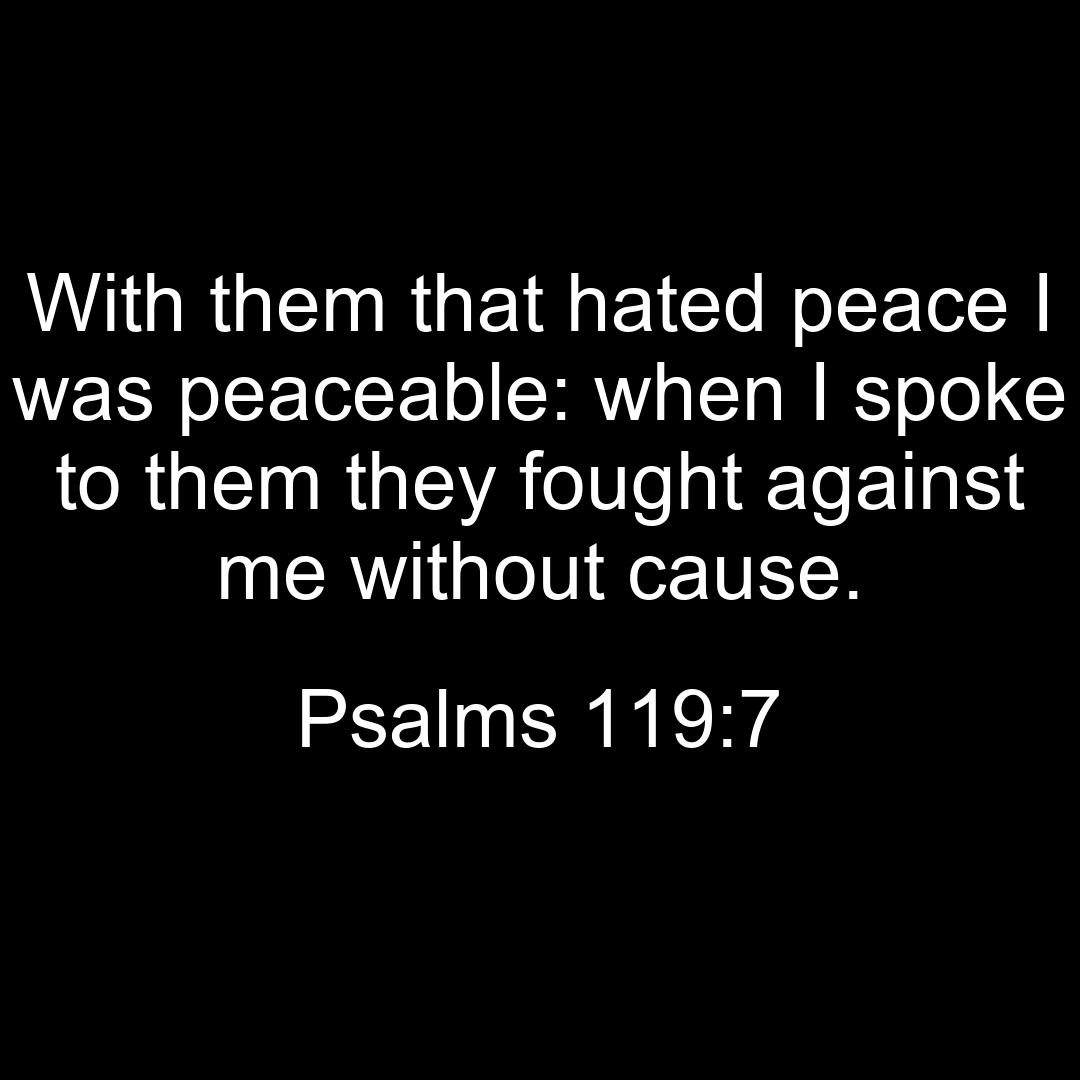 With them that hated peace I
was peaceable: when I spoke
to them they fought against
me without cause.
Psalms 119:7